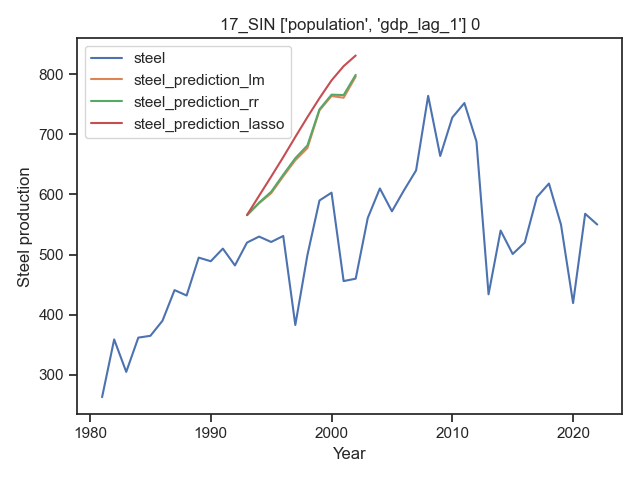 17_SIN ['population', 'gdp_lag_1'] 0
steel
steel_prediction_lm
steel_prediction_rr
steel_prediction_lasso
Steel production
800
700
600
500
400
300
1980 1990 2000 2010 2020
Year